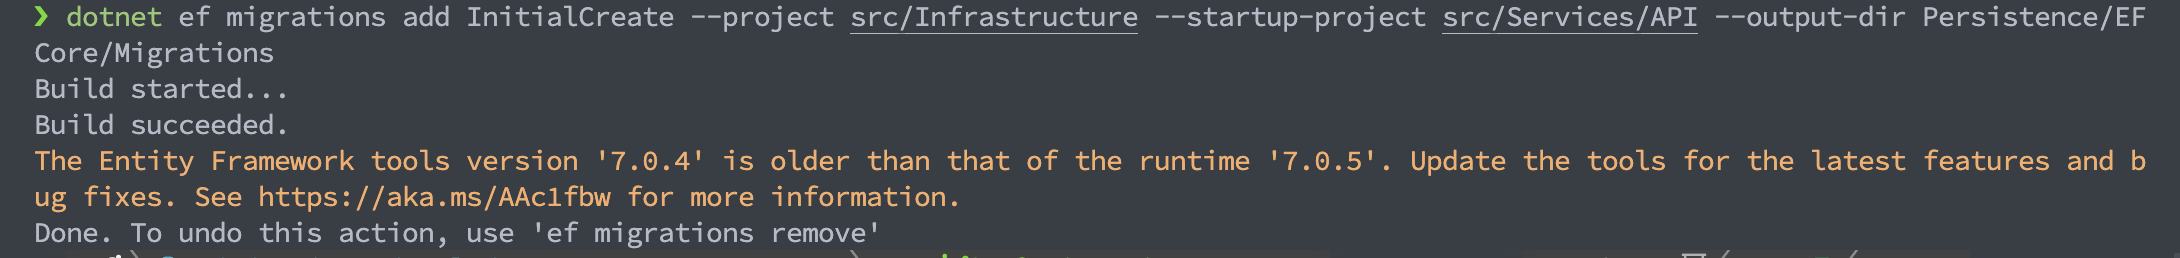 ❯ dotnet ef migrations add InitialCreate --project src/Infrastructure --startup-project src/Services/API --output-dir Persistence/EF
Core/Migrations
Build started...
Build succeeded.
The Entity Framework tools version '7.0.4' is older than that of the runtime '7.0.5'. Update the tools for the latest features and b
ug fixes. See https://aka.ms/AAc1fbw for more information.
Done. To undo this action, use 'ef migrations remove'